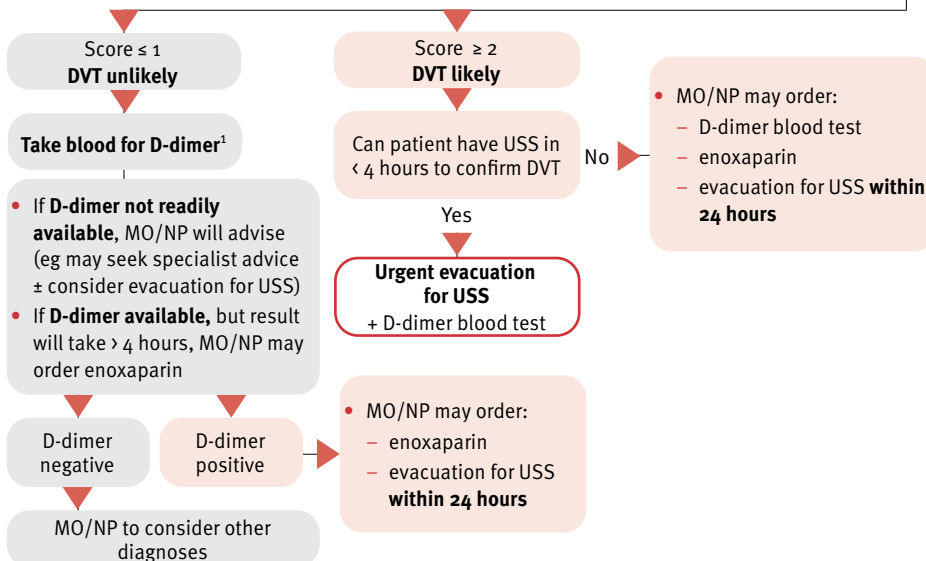 Score ≤ 1
DVT unlikely
Take blood for D-dimer¹
• If D-dimer not readily
available, MO/NP will advise
(eg may seek specialist advice
± consider evacuation for USS)
• If D-dimer available, but result
will take > 4 hours, MO/NP may
order enoxaparin
D-dimer
negative
D-dimer
positive
MO/NP to consider other
diagnoses
• MO/NP may order:
– enoxaparin
– evacuation for USS
within 24 hours
Score ≥ 2
DVT likely
Can patient have USS in
< 4 hours to confirm DVT
No
Yes
Urgent evacuation
for USS
+ D-dimer blood test
• MO/NP may order:
– D-dimer blood test
– enoxaparin
– evacuation for USS within
24 hours